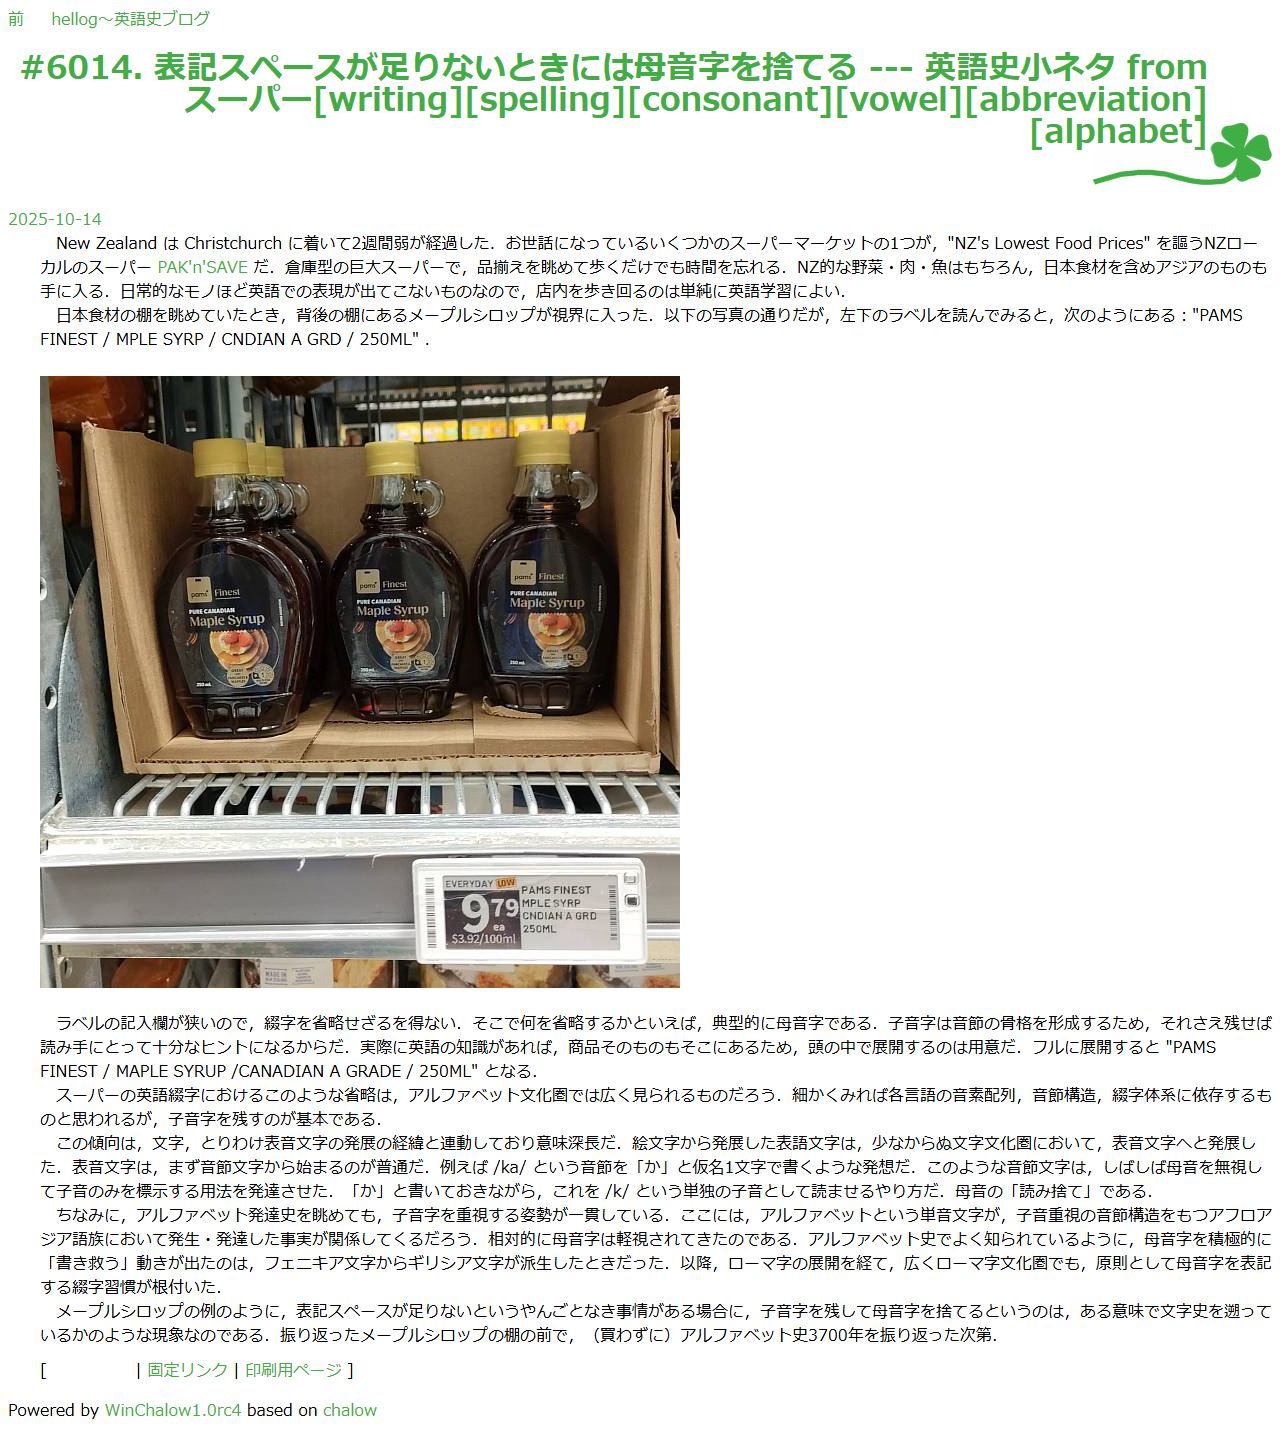 前 hellog～英語史ブログ
#6014. 表記スペースが足りないときには母音字を捨てる --- 英語史小ネタ from
スーパー[writing][spelling][consonant][vowel][abbreviation]
[alphabet]
2025-10-14
New Zealand は Christchurch に着いて2週間弱が経過した．お世話になっているいくつかのスーパーマーケットの1つが，"NZ's Lowest Food Prices" を謳うNZロー
カルのスーパー PAK'n'SAVE だ．倉庫型の巨大スーパーで，品揃えを眺めて歩くだけでも時間を忘れる．NZ的な野菜・肉・魚はもちろん，日本食材を含めアジアのものも
手に入る．日常的なモノほど英語での表現が出てこないものなので，店内を歩き回るのは単純に英語学習によい．
日本食材の棚を眺めていたとき，背後の棚にあるメープルシロップが視界に入った．以下の写真の通りだが，左下のラベルを読んでみると，次のようにある："PAMS
FINEST / MPLE SYRP / CNDIAN A GRD / 250ML" .
pams Finest
PURE CANADIAN
Maple Syrup
250 mL
pams Finest
PURE CANADIAN
Maple Syrup
250 mL
pams Finest
PURE CANADIAN
Maple Syrup
250 mL
EVERYDAY LOW
9 79
ea
$3.92/100ml
PAMS FINEST
MPLE SYRP
CNDIAN A GRD
250ML
MADE IN
ラベルの記入欄が狭いので，綴字を省略せざるを得ない．そこで何を省略するかといえば，典型的に母音字である．子音字は音節の骨格を形成するため，それさえ残せば
読み手にとって十分なヒントになるからだ．実際に英語の知識があれば，商品そのものもそこにあるため，頭の中で展開するのは用意だ．フルに展開すると "PAMS
FINEST / MAPLE SYRUP /CANADIAN A GRADE / 250ML" となる．
スーパーの英語綴字におけるこのような省略は，アルファベット文化圏では広く見られるものだろう．細かくみれば各言語の音素配列，音節構造，綴字体系に依存するも
のと思われるが，子音字を残すのが基本である．
この傾向は，文字，とりわけ表音文字の発展の経緯と連動しており意味深長だ．絵文字から発展した表語文字は，少なからぬ文字文化圏において，表音文字へと発展し
た．表音文字は，まず音節文字から始まるのが普通だ．例えば /ka/ という音節を「か」と仮名1文字で書くような発想だ．このような音節文字は，しばしば母音を無視し
て子音のみを標示する用法を発達させた．「か」と書いておきながら，これを /k/ という単独の子音として読ませるやり方だ．母音の「読み捨て」である．
ちなみに，アルファベット発達史を眺めても，子音字を重視する姿勢が一貫している．ここには，アルファベットという単音文字が，子音重視の音節構造をもつアフロア
ジア語族において発生・発達した事実が関係してくるだろう．相対的に母音字は軽視されてきたのである．アルファベット史でよく知られているように，母音字を積極的に
「書き救う」動きが出たのは，フェニキア文字からギリシア文字が派生したときだった．以降，ローマ字の展開を経て，広くローマ字文化圏でも，原則として母音字を表記
する綴字習慣が根付いた．
メープルシロップの例のように，表記スペースが足りないというやんごとなき事情がある場合に，子音字を残して母音字を捨てるというのは，ある意味で文字史を遡って
いるかのような現象なのである．振り返ったメープルシロップの棚の前で，（買わずに）アルファベット史3700年を振り返った次第．
[ | 固定リンク | 印刷用ページ ]
Powered by WinChalow1.0rc4 based on chalow